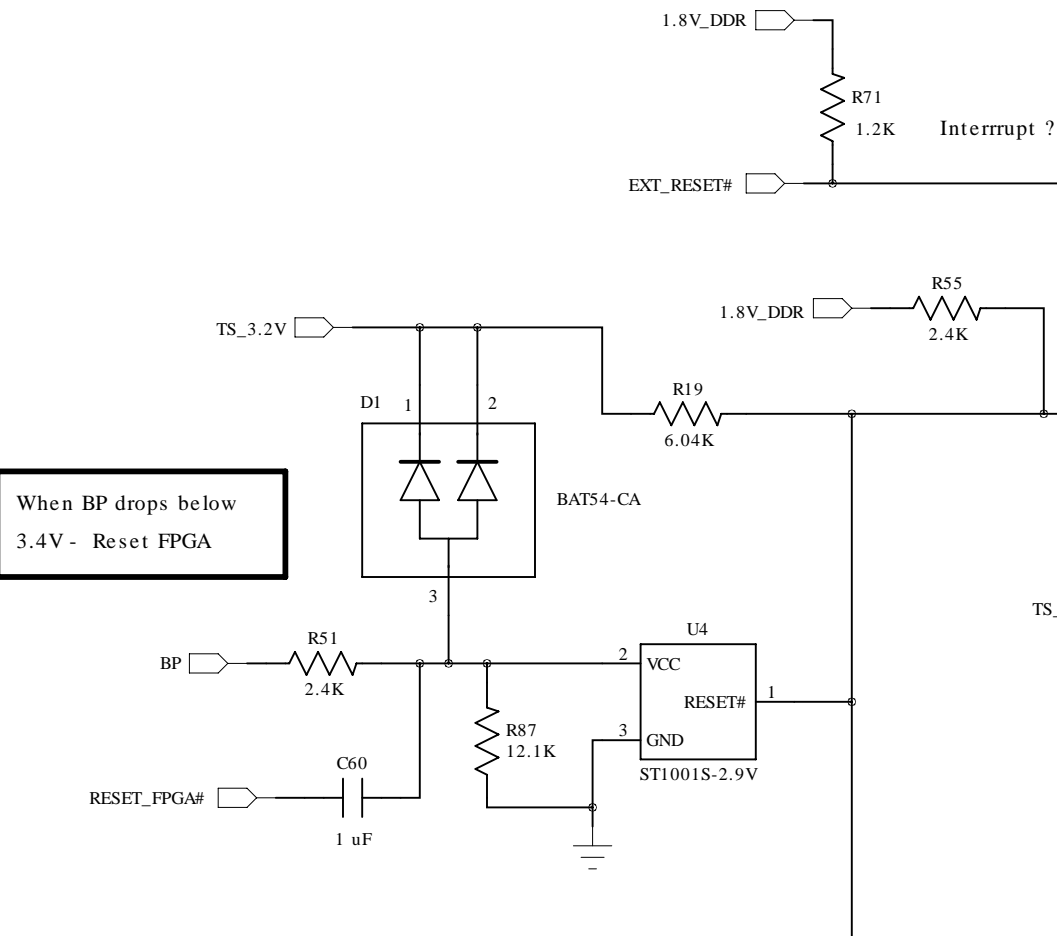 1.8V_DDR
R71
1.2K
Interrrupt ?
EXT_RESET#
1.8V_DDR
R55
2.4K
TS_3.2V
R19
6.04K
D1
1
2
BAT54-CA
3
When BP drops below
3.4V - Reset FPGA
TS_
BP
R51
2.4K
U4
2
VCC
RESET#
1
3
GND
ST1001S-2.9V
R87
12.1K
C60
RESET_FPGA#
1 uF